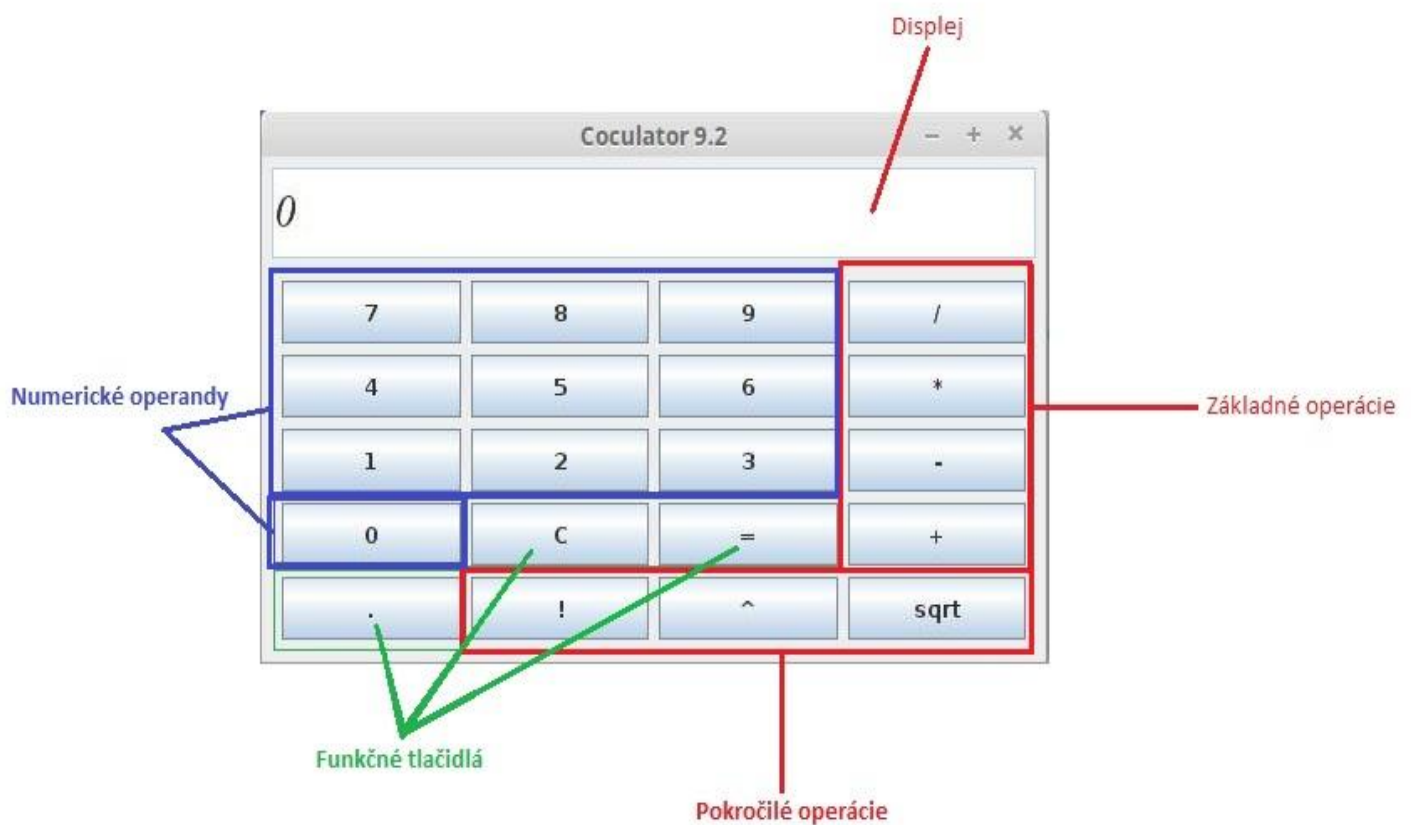 Displej
Coculator 9.2 - + ×
0
7 8 9 /
4 5 6 *
Numerické operandy
Základné operácie
1 2 3 -
0 C = +
. ! ^ sqrt
Funkčné tlačidlá
Pokročilé operácie